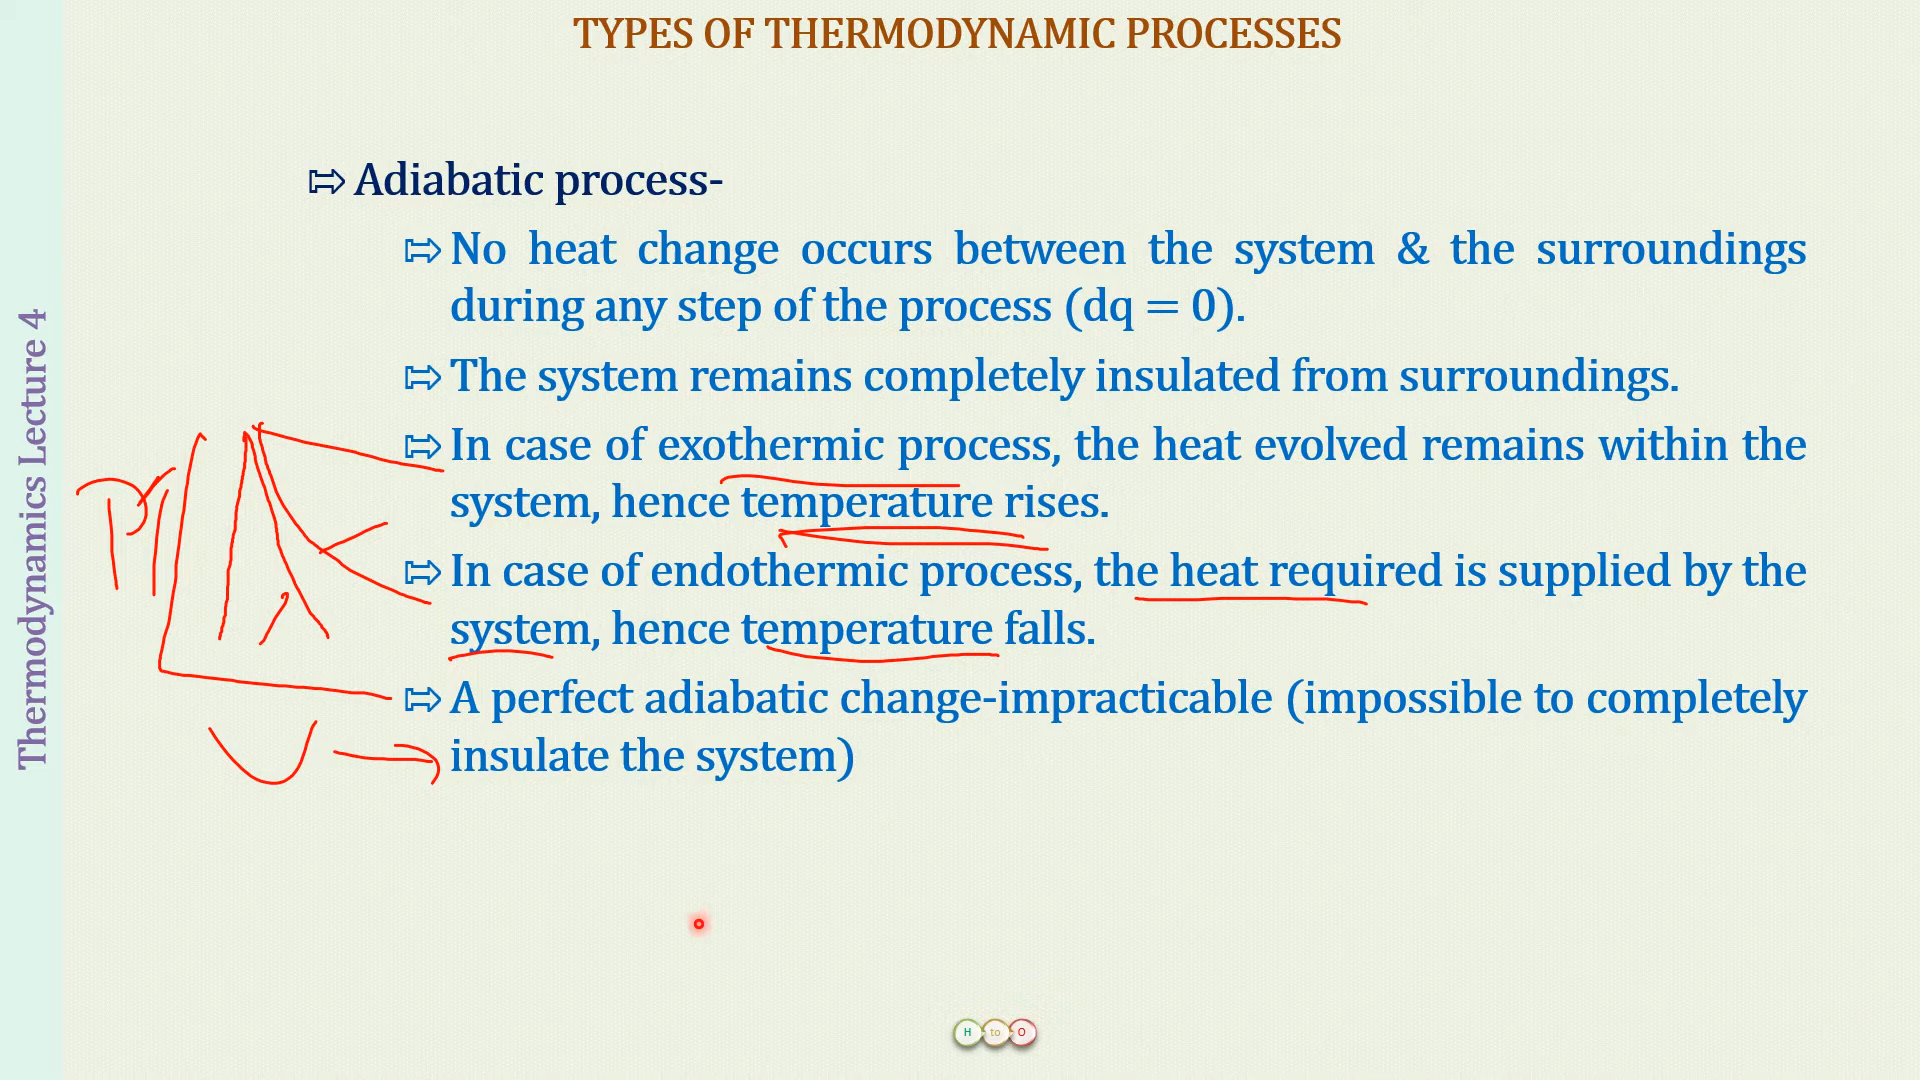 TYPES OF THERMODYNAMIC PROCESSES
Thermodynamics Lecture 4
Adiabatic process-
No heat change occurs between the system & the surroundings
during any step of the process (dq = 0).
The system remains completely insulated from surroundings.
In case of exothermic process, the heat evolved remains within the
system, hence temperature rises.
In case of endothermic process, the heat required is supplied by the
system, hence temperature falls.
A perfect adiabatic change-impracticable (impossible to completely
insulate the system)
H to O